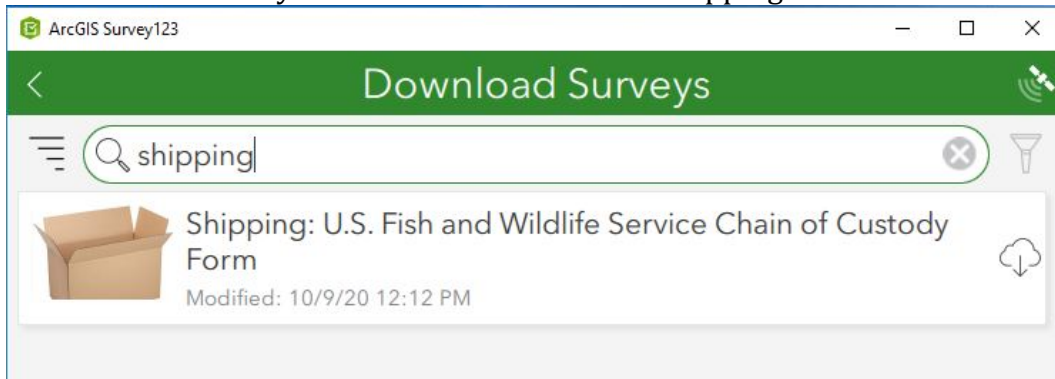 ArcGIS Survey123
Download Surveys
shipping
Shipping: U.S. Fish and Wildlife Service Chain of Custody
Form
Modified: 10/9/20 12:12 PM